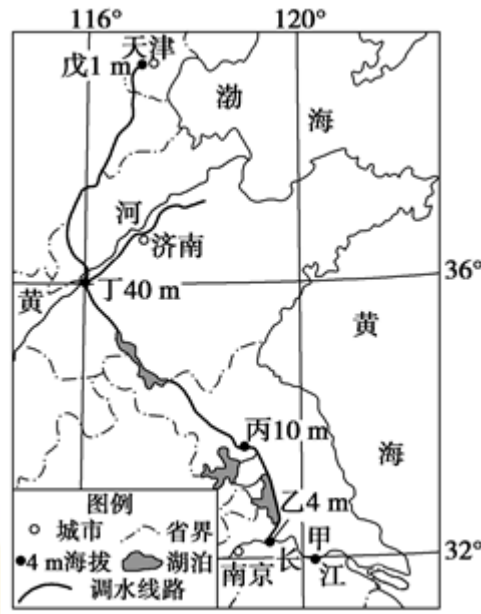 116°
120°
天津
戊1 m
渤
海
河
济南
36°
黄
丁40 m
黄
海
丙10 m
乙4 m
甲
长
江
南京
32°
图例
城市
省界
4 m海拔
湖泊
调水线路